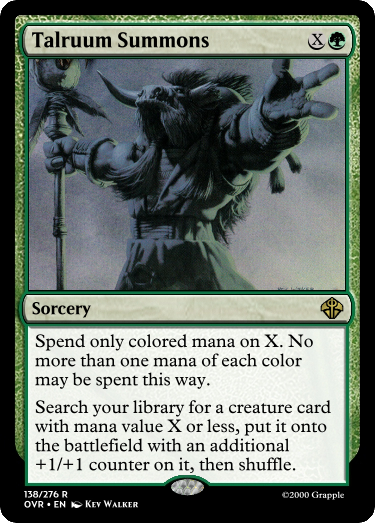 Talruum Summons X
Sorcery
Spend only colored mana on X. No
more than one mana of each color
may be spent this way.
Search your library for a creature card
with mana value X or less, put it onto
the battlefield with an additional
+1/+1 counter on it, then shuffle.
138/276 R
OVR • EN KEY WALKER
©2000 Grapple